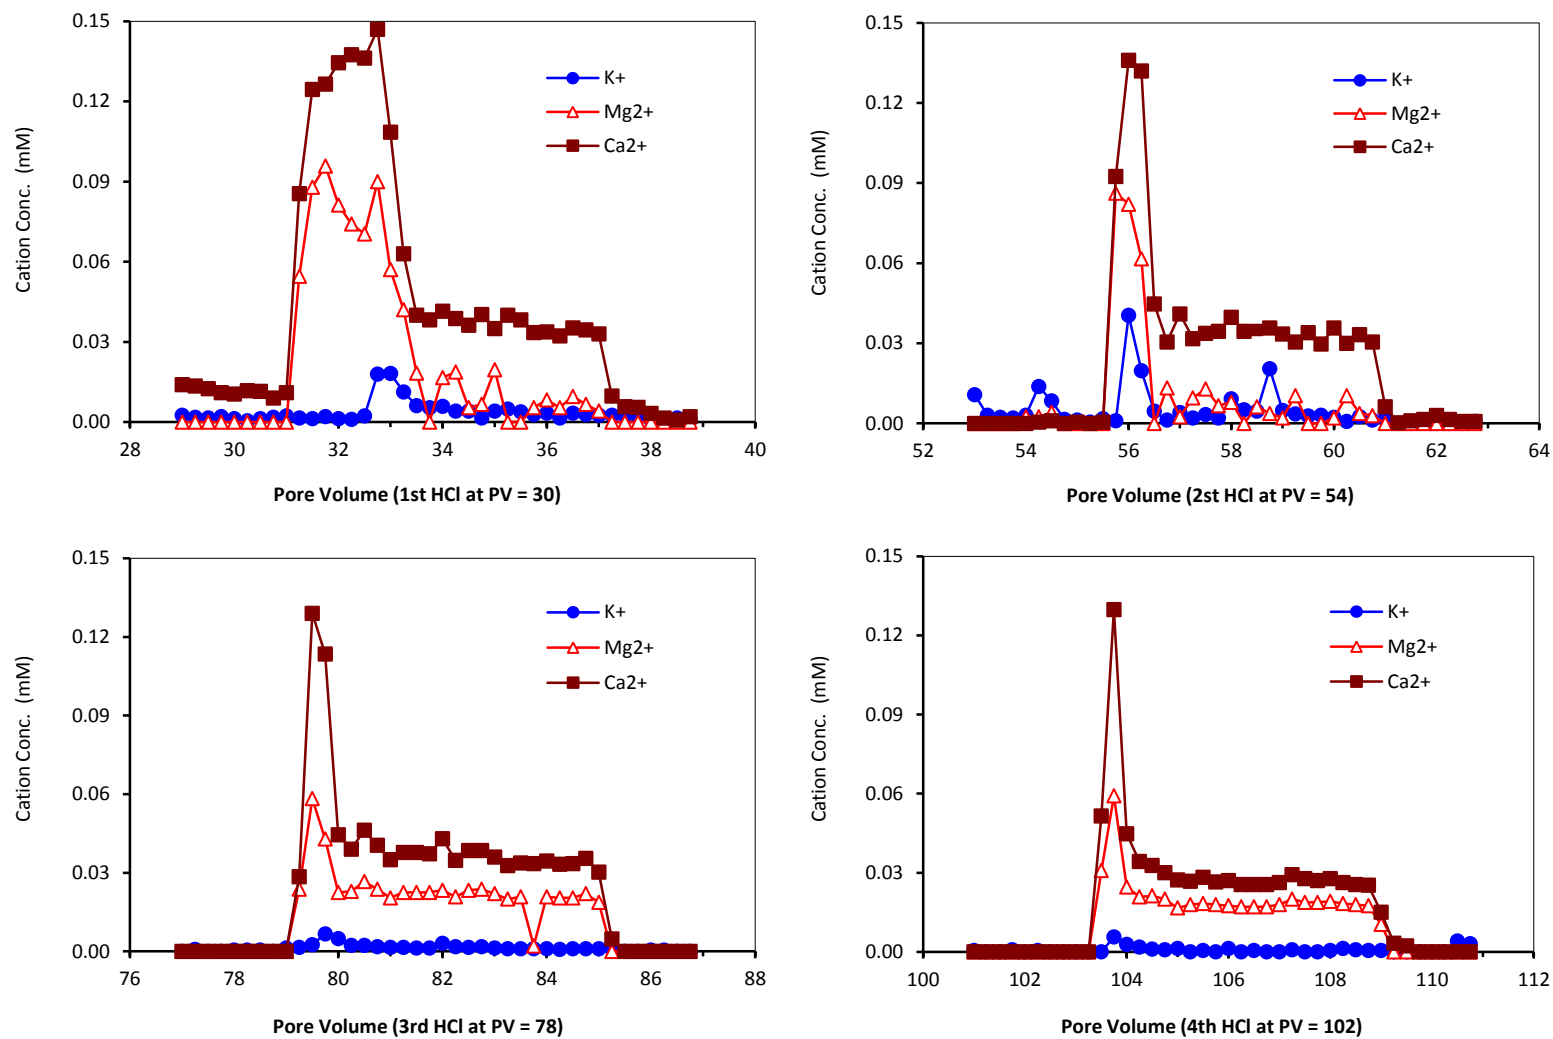 0.15
0.12
0.09
0.06
0.03
0.00
Cation Conc.  (mM)
K+
Mg2+
Ca2+
28 30 32 34 36 38 40
Pore Volume (1st HCl at PV = 30)
0.15
0.12
0.09
0.06
0.03
0.00
Cation Conc.  (mM)
K+
Mg2+
Ca2+
52 54 56 58 60 62 64
Pore Volume (2st HCl at PV = 54)
0.15
0.12
0.09
0.06
0.03
0.00
Cation Conc.  (mM)
K+
Mg2+
Ca2+
76 78 80 82 84 86 88
Pore Volume (3rd HCl at PV = 78)
0.15
0.12
0.09
0.06
0.03
0.00
Cation Conc.  (mM)
K+
Mg2+
Ca2+
100 102 104 106 108 110 112
Pore Volume (4th HCl at PV = 102)